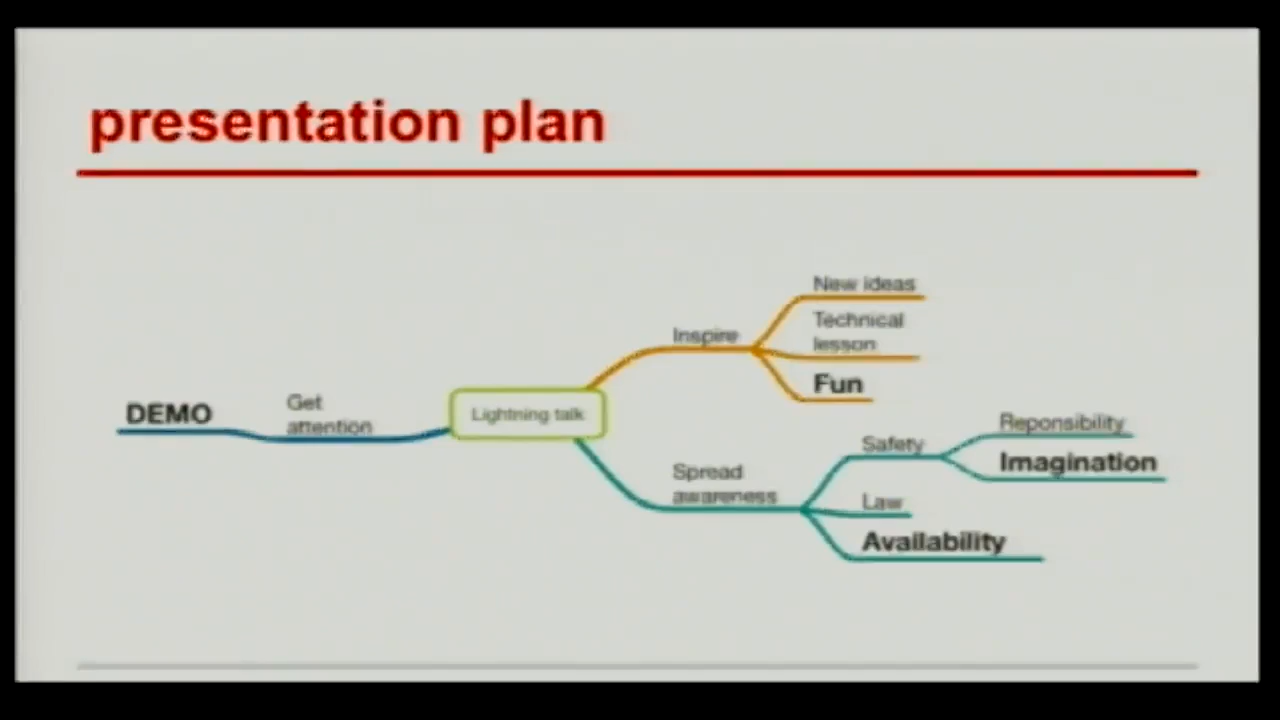 presentation plan
New ideas
Technical
lesson
Inspire
Fun
DEMO
Get
attention
Lightning talk
Reponsibility
Safety
Imagination
Spread
awareness
Law
Availability